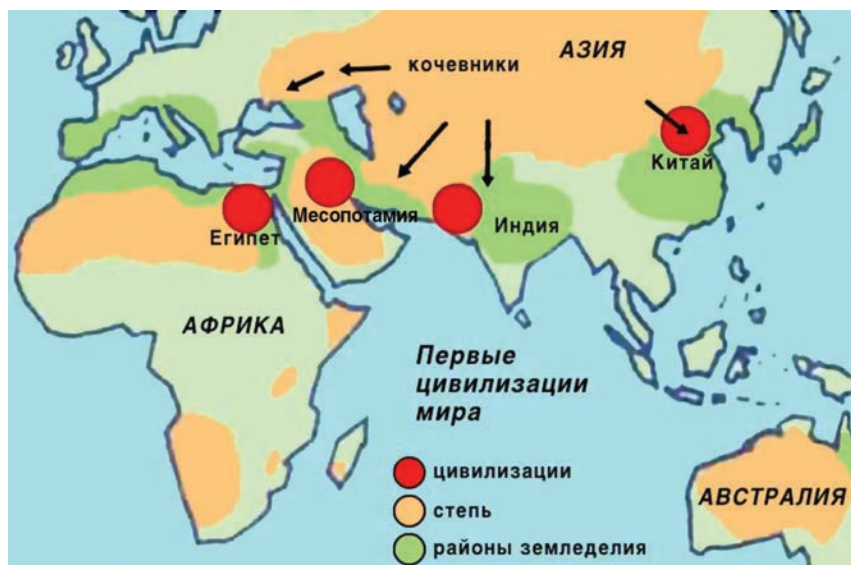 АЗИЯ
кочевники
Китай
Месопотамия
Индия
Египет
АФРИКА
Первые
цивилизации
мира
цивилизации
степь
районы земледелия
АВСТРАЛИЯ